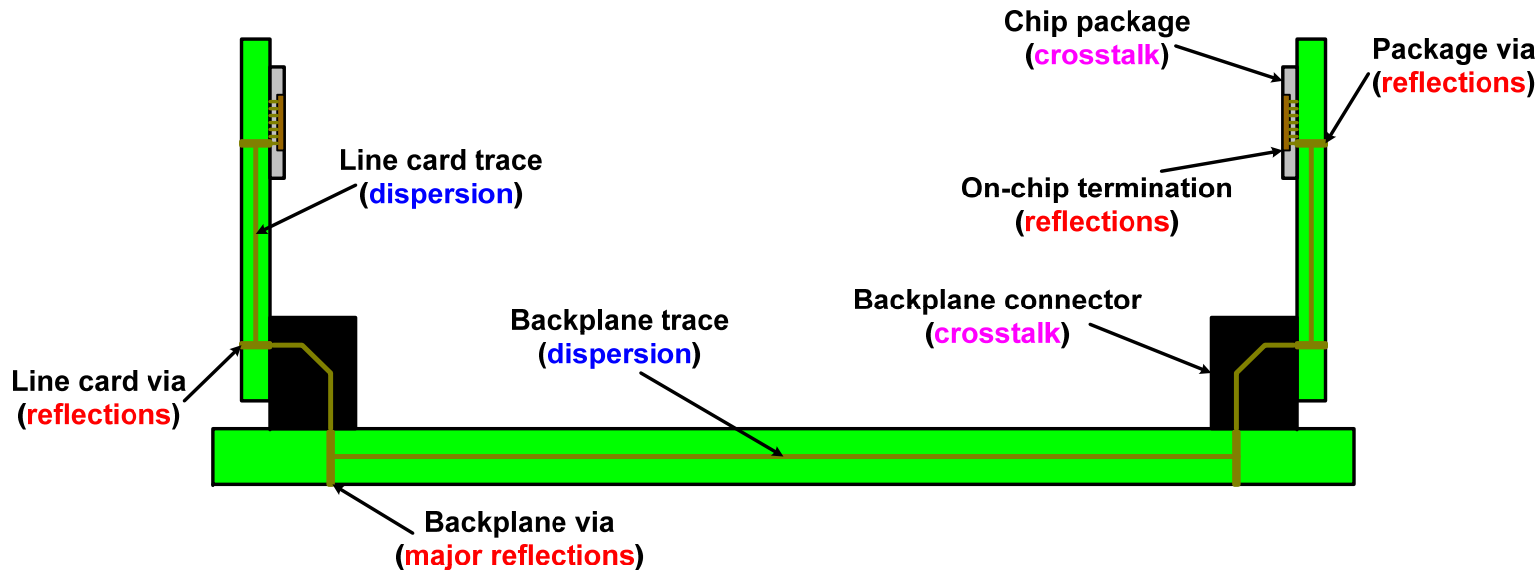 Chip package
(crosstalk)
Package via
(reflections)
Line card trace
(dispersion)
On-chip termination
(reflections)
Backplane connector
(crosstalk)
Backplane trace
(dispersion)
Line card via
(reflections)
Backplane via
(major reflections)